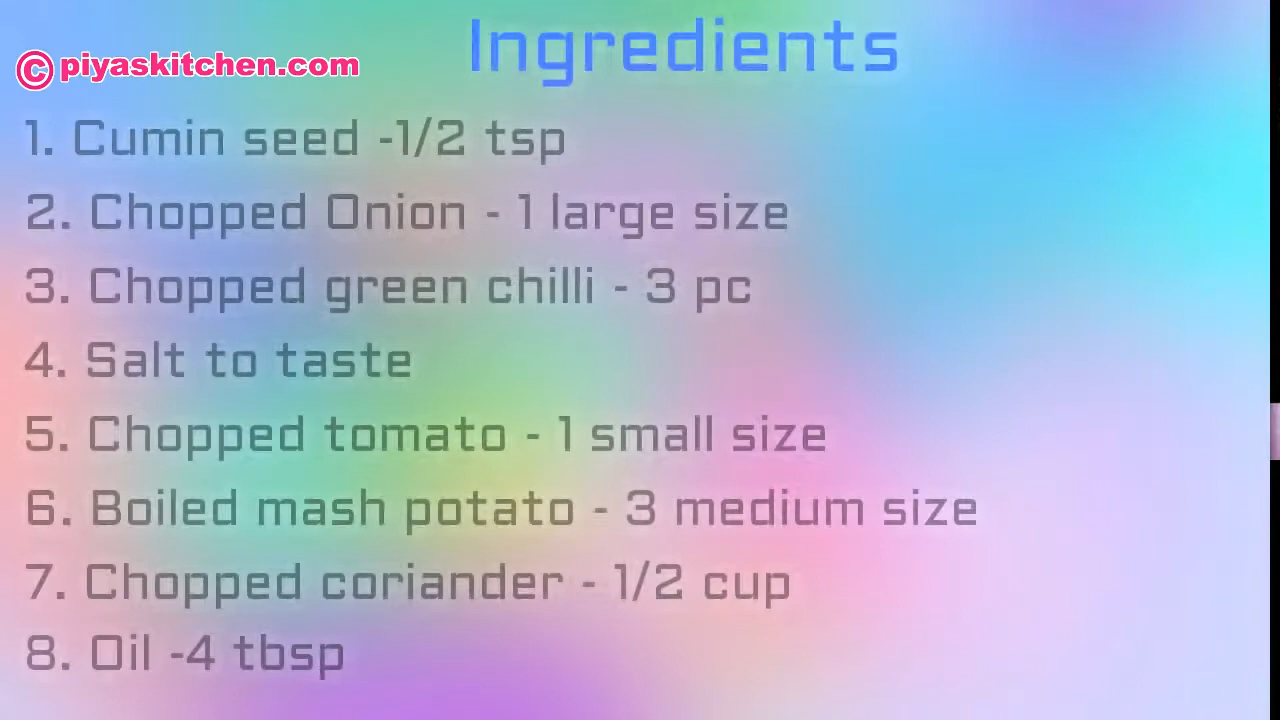 Ingredients
© piyaskitchen.com
1. Cumin seed -1/2 tsp
2. Chopped Onion - 1 large size
3. Chopped green chilli - 3 pc
4. Salt to taste
5. Chopped tomato - 1 small size
6. Boiled mash potato - 3 medium size
7. Chopped coriander - 1/2 cup
8. Oil -4 tbsp